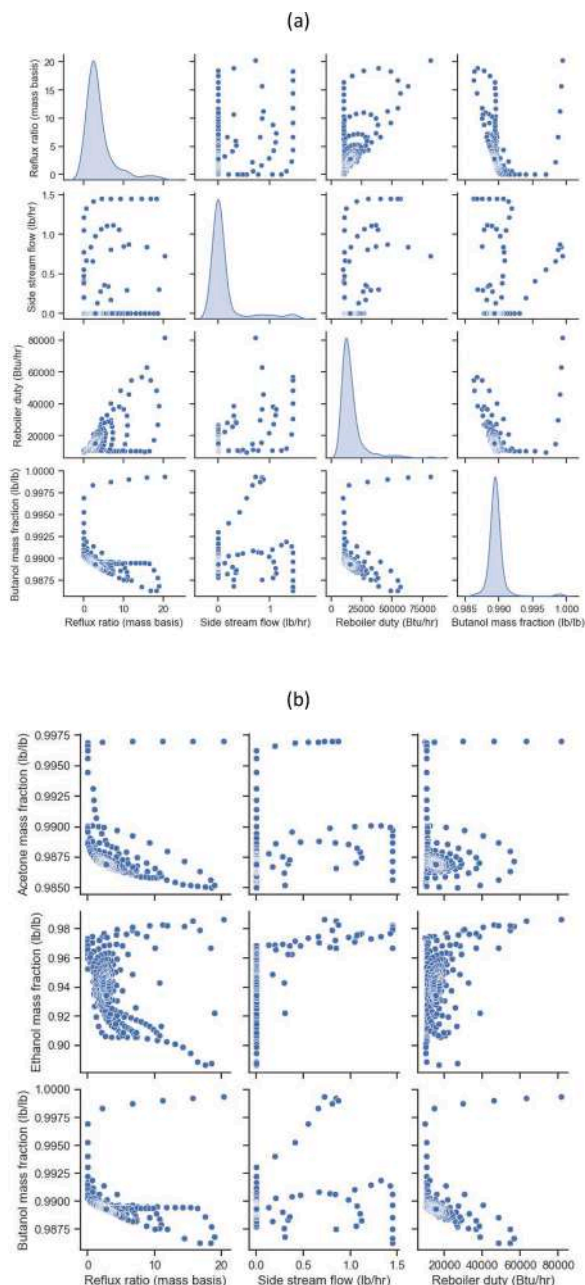 (a)
Reflux ratio (mass basis)
20
15
10
5
0
Side stream flow (lb/hr)
1.5
1.0
0.5
0.0
Reboiler duty (Btu/hr)
80000
60000
40000
20000
Butanol mass fraction (lb/lb)
1.0000
0.9975
0.9950
0.9925
0.9900
0.9875
0 10 20
0 1
25000 50000 75000
0.985 0.990 0.995 1.000
Reflux ratio (mass basis) Side stream flow (lb/hr) Reboiler duty (Btu/hr) Butanol mass fraction (lb/lb)
(b)
Acetone mass fraction (lb/lb)
0.9975
0.9950
0.9925
0.9900
0.9875
0.9850
Ethanol mass fraction (lb/lb)
0.98
0.96
0.94
0.92
0.90
Butanol mass fraction (lb/lb)
1.0000
0.9975
0.9950
0.9925
0.9900
0.9875
0 10 20
0.0 0.5 1.0 1.5
20000 40000 60000 80000
Reflux ratio (mass basis) Side stream flow (lb/hr) Reboiler duty (Btu/hr)